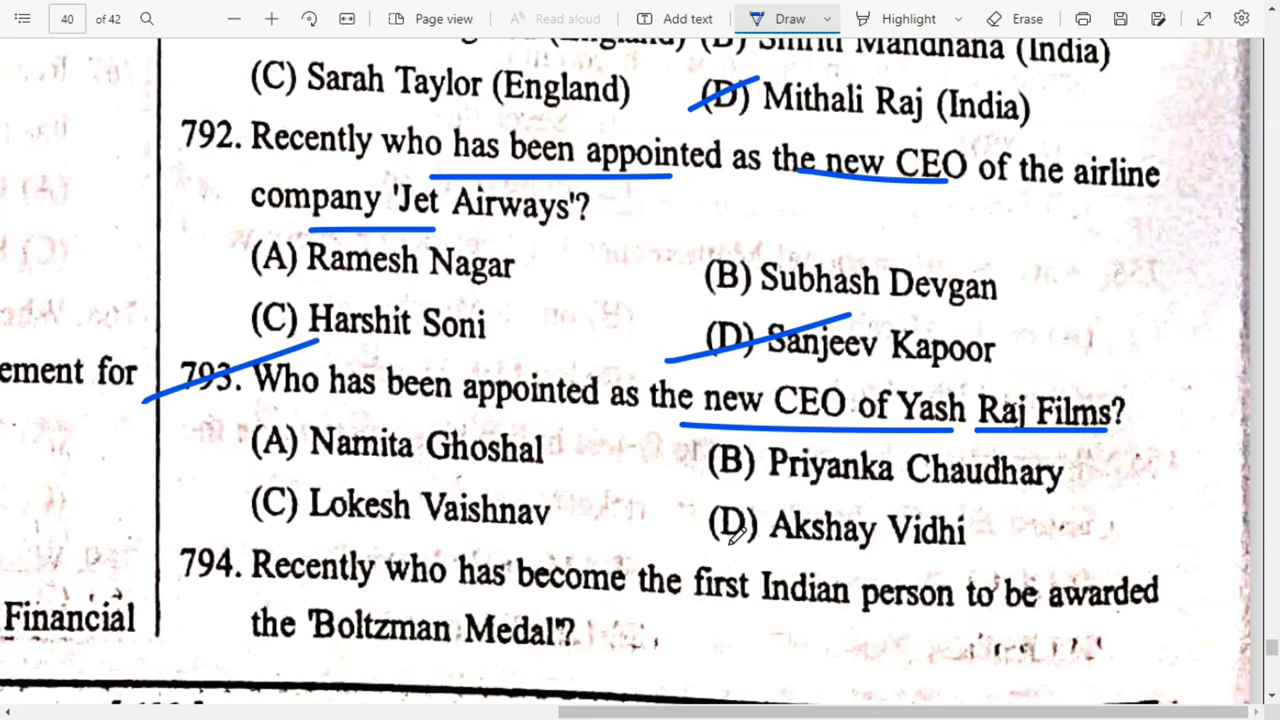 40 of 42 Page view Read aloud Add text Draw Highlight Erase
(England) (B) Smriti Mandhana (India)
(C) Sarah Taylor (England) (D) Mithali Raj (India)
792. Recently who has been appointed as the new CEO of the airline
company 'Jet Airways'?
(A) Ramesh Nagar (B) Subhash Devgan
(C) Harshit Soni (D) Sanjeev Kapoor
ement for
793. Who has been appointed as the new CEO of Yash Raj Films?
(A) Namita Ghoshal (B) Priyanka Chaudhary
(C) Lokesh Vaishnav (D) Akshay Vidhi
794. Recently who has become the first Indian person to be awarded
Financial
the 'Boltzman Medal'?